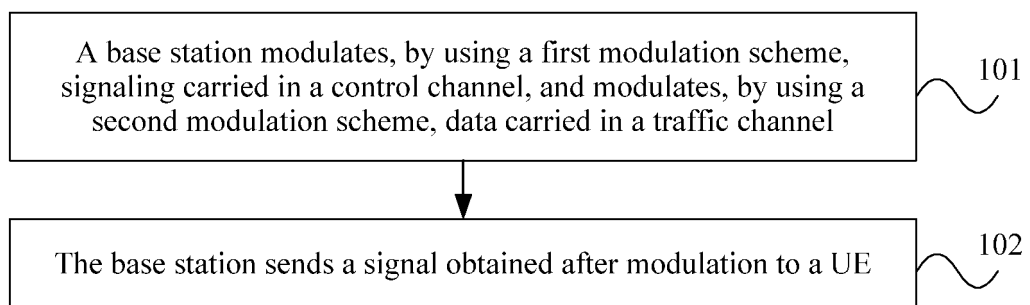 A base station modulates, by using a first modulation scheme,
signaling carried in a control channel, and modulates, by using a
second modulation scheme, data carried in a traffic channel
101
The base station sends a signal obtained after modulation to a UE
102